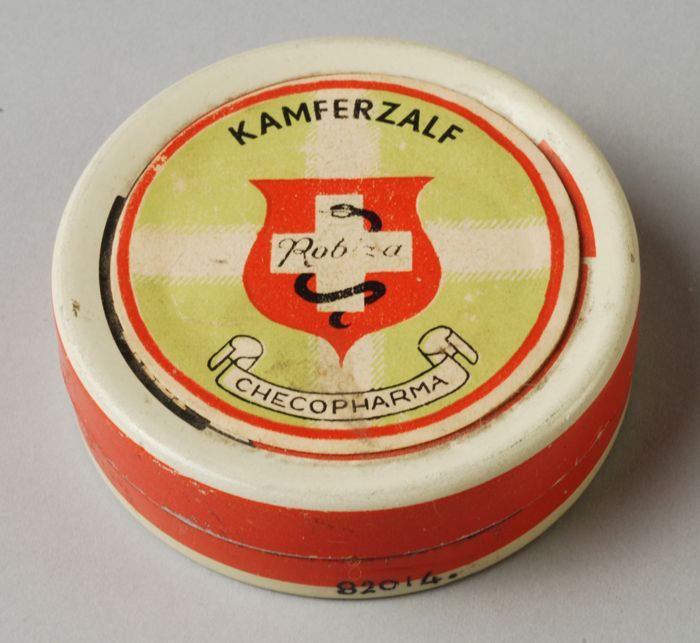 KAMFERZALF
Robiza
CHECOPHARMA
82014.